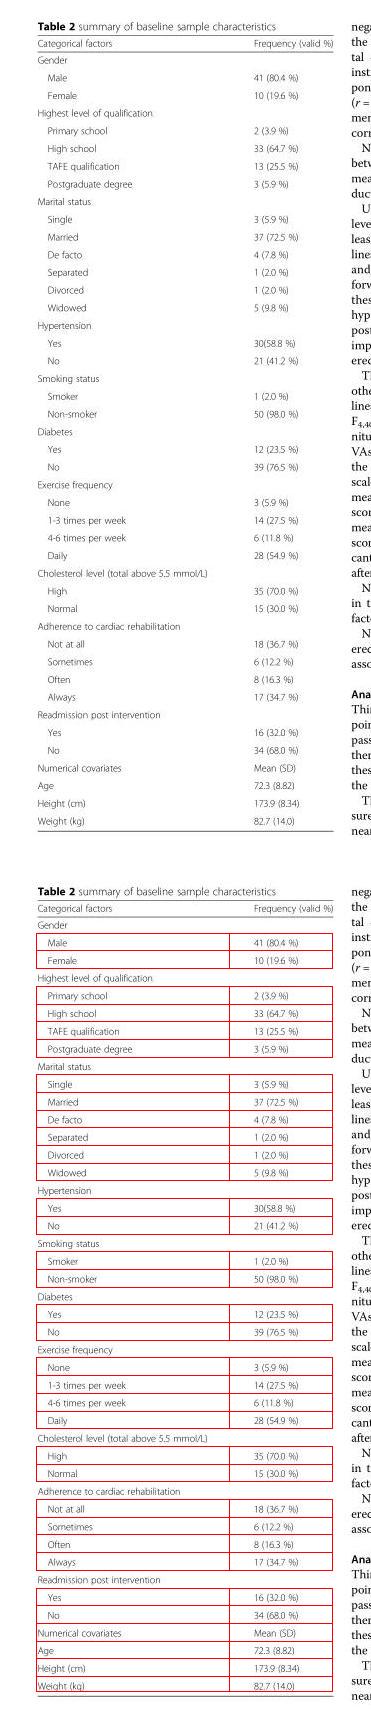 Table 2 summary of baseline sample characteristics
Categorical factors Frequency (valid %)
Gender
Male 41 (80.4 %)
Female 10 (19.6 %)
Highest level of qualification
Primary school 2 (3.9 %)
High school 33 (64.7 %)
TAFE qualification 13 (25.5 %)
Postgraduate degree 3 (5.9 %)
Marital status
Single 3 (5.9 %)
Married 37 (72.5 %)
De facto 4 (7.8 %)
Separated 1 (2.0 %)
Divorced 1 (2.0 %)
Widowed 5 (9.8 %)
Hypertension
Yes 30(58.8 %)
No 21 (41.2 %)
Smoking status
Smoker 1 (2.0 %)
Non-smoker 50 (98.0 %)
Diabetes
Yes 12 (23.5 %)
No 39 (76.5 %)
Exercise frequency
None 3 (5.9 %)
1-3 times per week 14 (27.5 %)
4-6 times per week 6 (11.8 %)
Daily 28 (54.9 %)
Cholesterol level (total above 5.5 mmol/L)
High 35 (70.0 %)
Normal 15 (30.0 %)
Adherence to cardiac rehabilitation
Not at all 18 (36.7 %)
Sometimes 6 (12.2 %)
Often 8 (16.3 %)
Always 17 (34.7 %)
Readmission post intervention
Yes 16 (32.0 %)
No 34 (68.0 %)
Numerical covariates Mean (SD)
Age 72.3 (8.82)
Height (cm) 173.9 (8.34)
Weight (kg) 82.7 (14.0)
Table 2 summary of baseline sample characteristics
Categorical factors Frequency (valid %)
Gender
Male 41 (80.4 %)
Female 10 (19.6 %)
Highest level of qualification
Primary school 2 (3.9 %)
High school 33 (64.7 %)
TAFE qualification 13 (25.5 %)
Postgraduate degree 3 (5.9 %)
Marital status
Single 3 (5.9 %)
Married 37 (72.5 %)
De facto 4 (7.8 %)
Separated 1 (2.0 %)
Divorced 1 (2.0 %)
Widowed 5 (9.8 %)
Hypertension
Yes 30(58.8 %)
No 21 (41.2 %)
Smoking status
Smoker 1 (2.0 %)
Non-smoker 50 (98.0 %)
Diabetes
Yes 12 (23.5 %)
No 39 (76.5 %)
Exercise frequency
None 3 (5.9 %)
1-3 times per week 14 (27.5 %)
4-6 times per week 6 (11.8 %)
Daily 28 (54.9 %)
Cholesterol level (total above 5.5 mmol/L)
High 35 (70.0 %)
Normal 15 (30.0 %)
Adherence to cardiac rehabilitation
Not at all 18 (36.7 %)
Sometimes 6 (12.2 %)
Often 8 (16.3 %)
Always 17 (34.7 %)
Readmission post intervention
Yes 16 (32.0 %)
No 34 (68.0 %)
Numerical covariates Mean (SD)
Age 72.3 (8.82)
Height (cm) 173.9 (8.34)
Weight (kg) 82.7 (14.0)